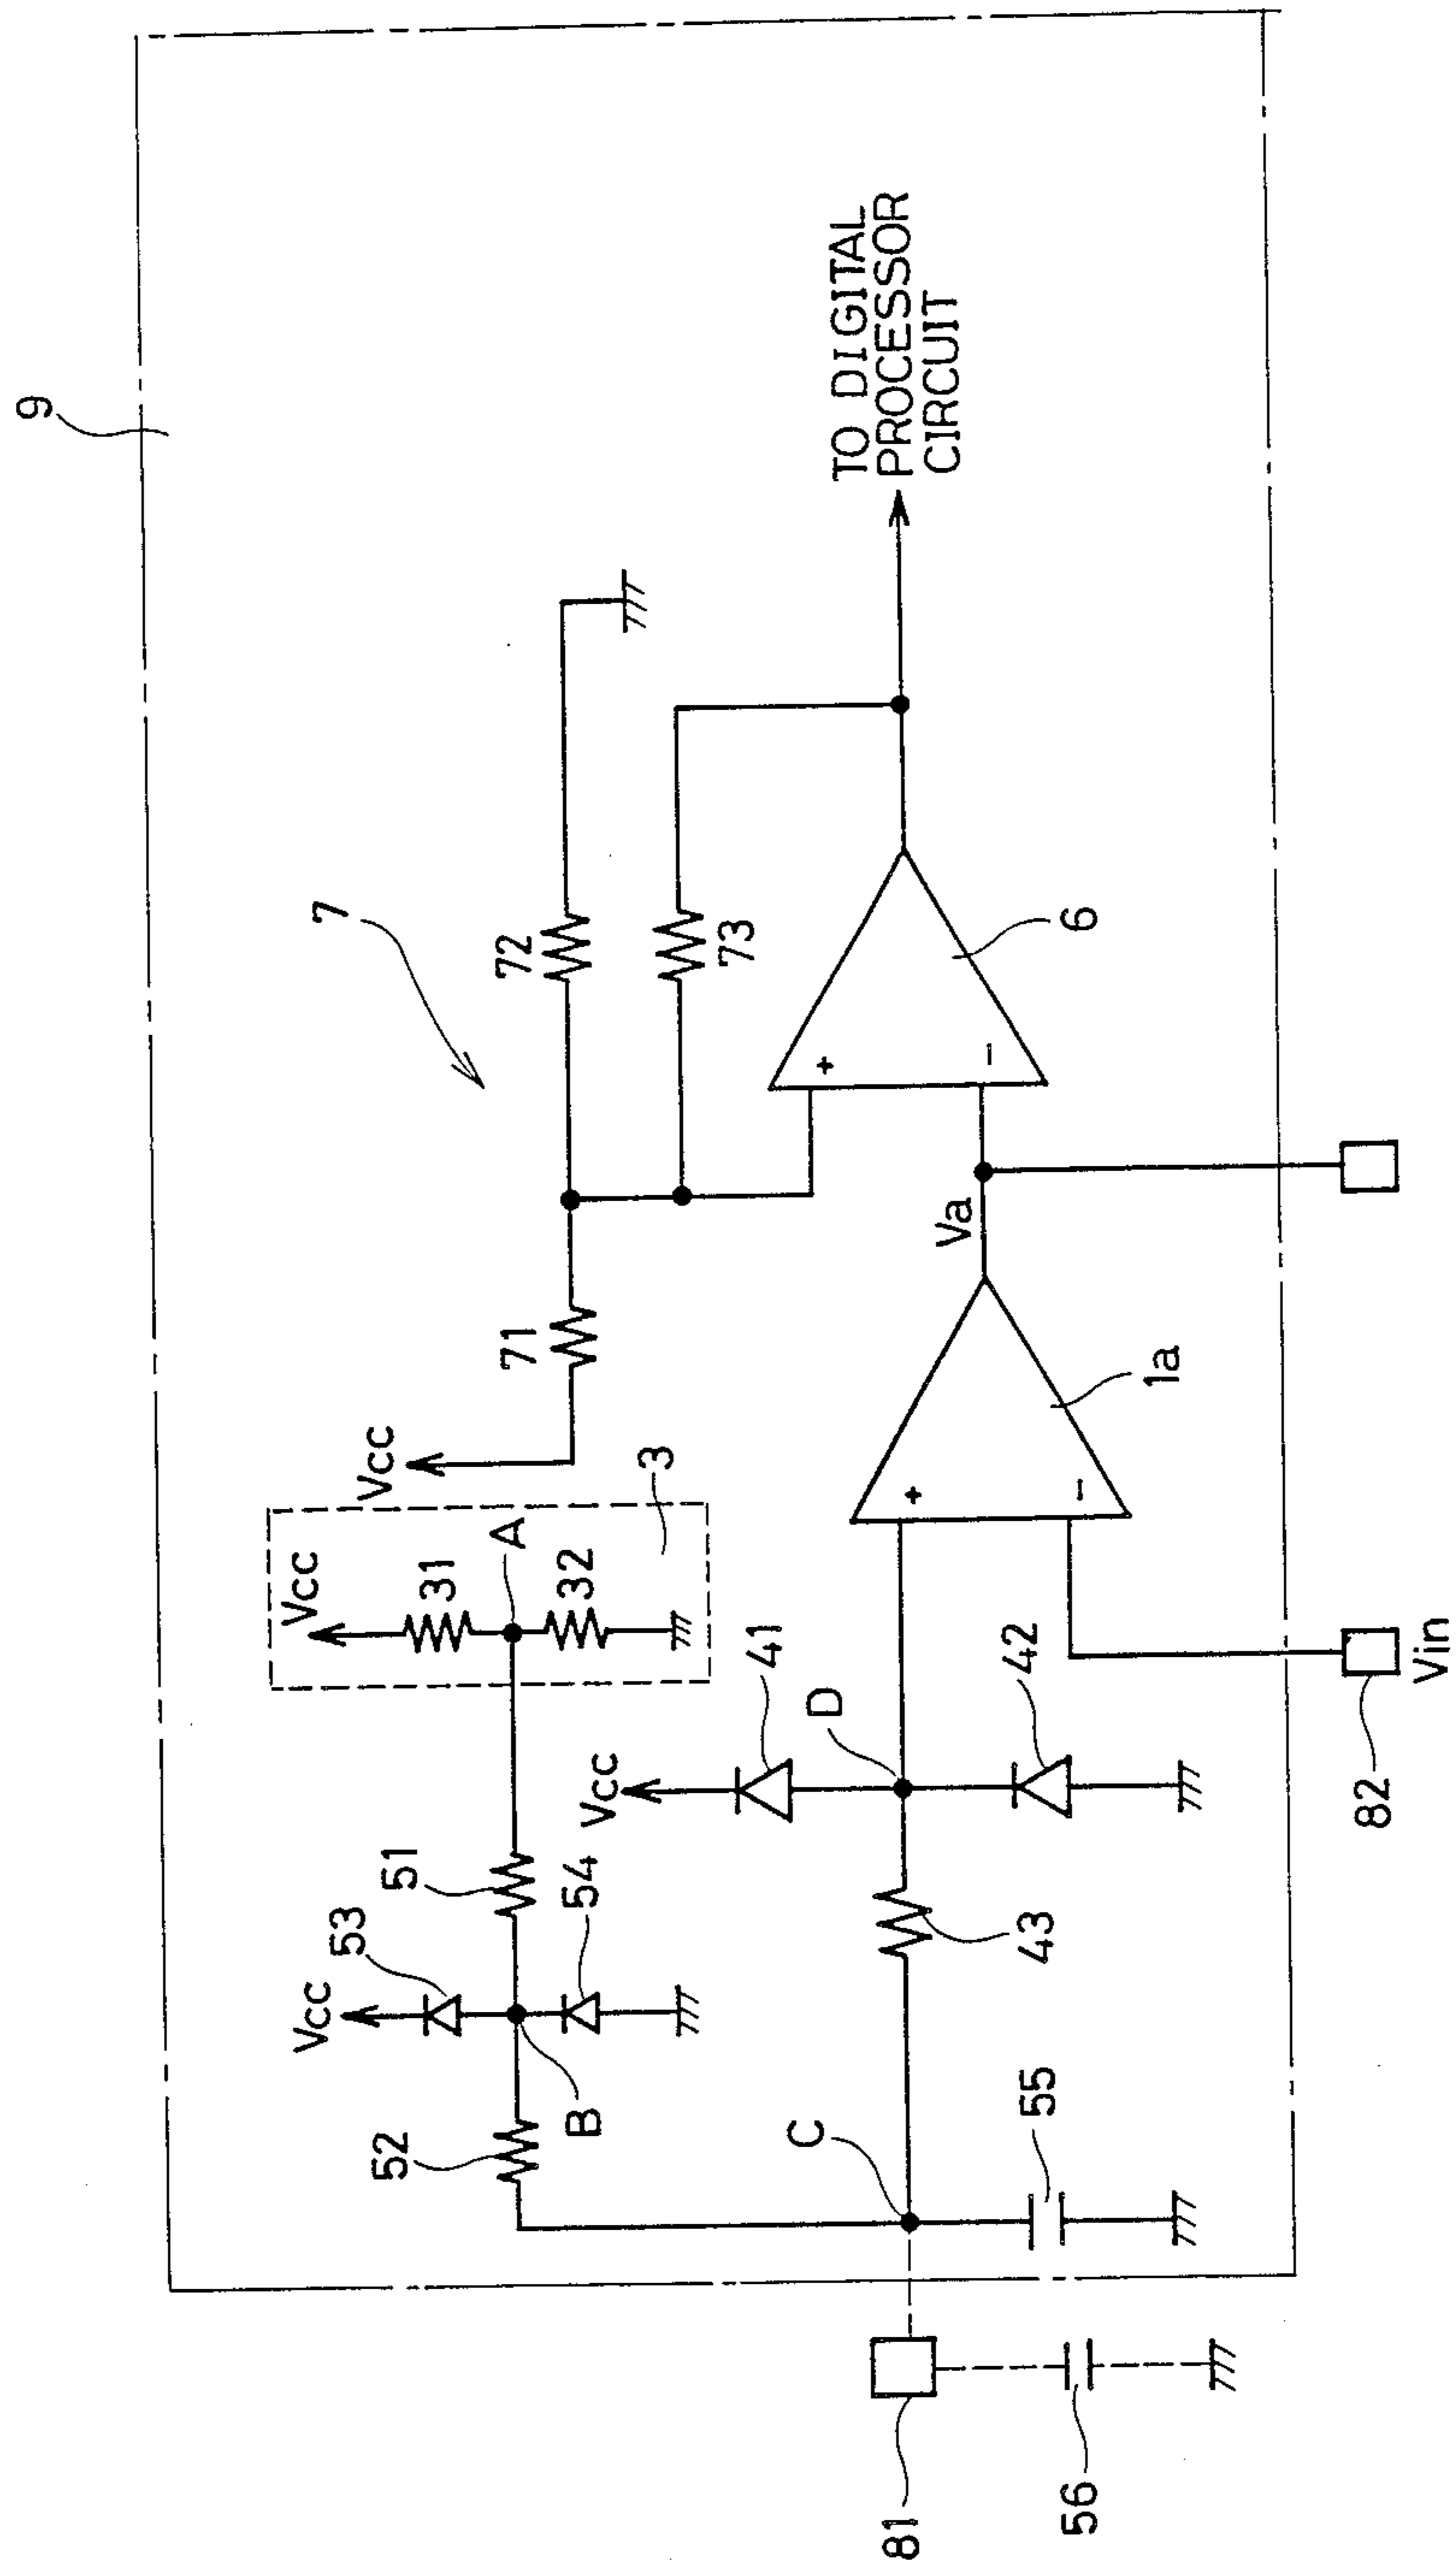 9
7
Vcc
53
Vcc
51
52
54
B
31
A
32
3
Vcc
71
72
73
Vcc
41
D
42
43
C
55
81
56
+
−
1a
Va
+
−
6
82
Vin
TO DIGITAL
PROCESSOR
CIRCUIT